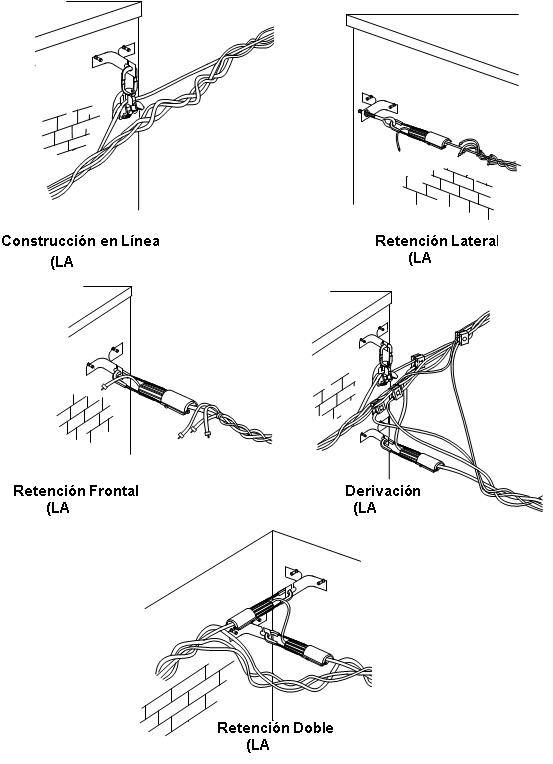 Construcción en Línea
(LA
Retención Lateral
(LA
Retención Frontal
(LA
Derivación
(LA
Retención Doble
(LA